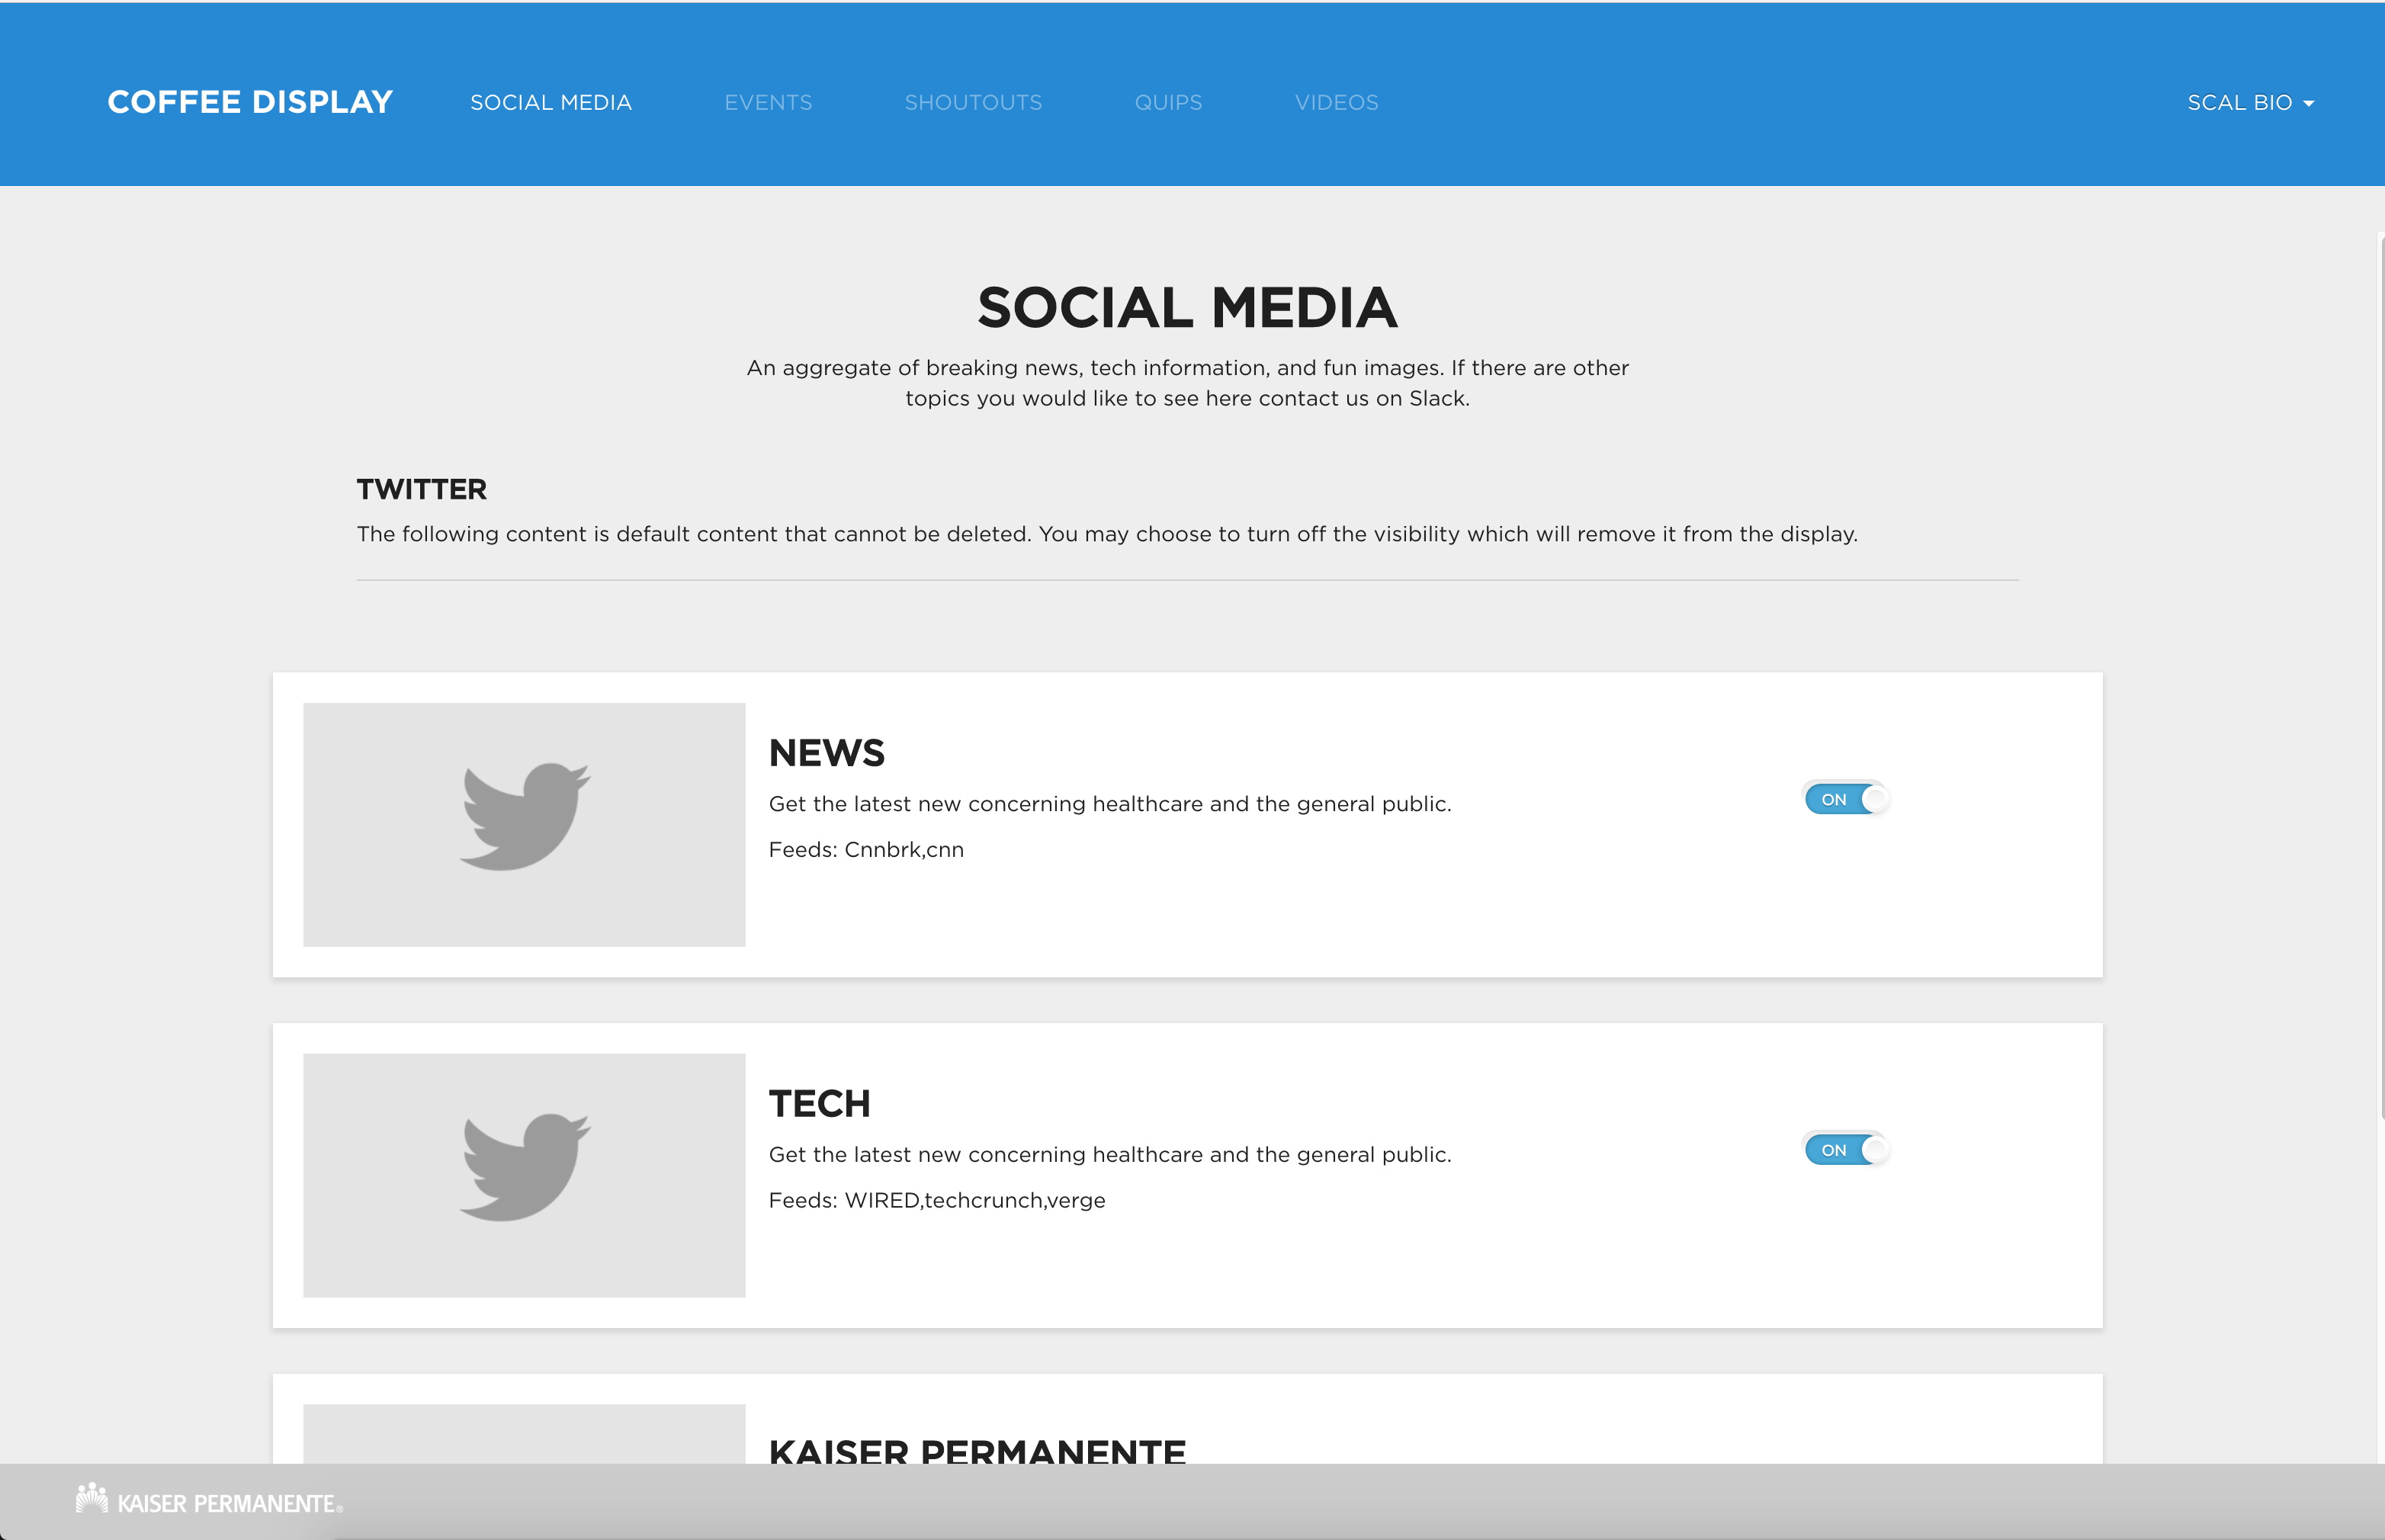 COFFEE DISPLAY SOCIAL MEDIA EVENTS SHOUTOUTS QUIPS VIDEOS SCAL BIO
SOCIAL MEDIA
An aggregate of breaking news, tech information, and fun images. If there are other
topics you would like to see here contact us on Slack.
TWITTER
The following content is default content that cannot be deleted. You may choose to turn off the visibility which will remove it from the display.
NEWS
Get the latest new concerning healthcare and the general public.
ON
Feeds: Cnnbrk,cnn
TECH
Get the latest new concerning healthcare and the general public.
ON
Feeds: WIRED,techcrunch,verge
KAISER PERMANENTE
KAISER PERMANENTE®